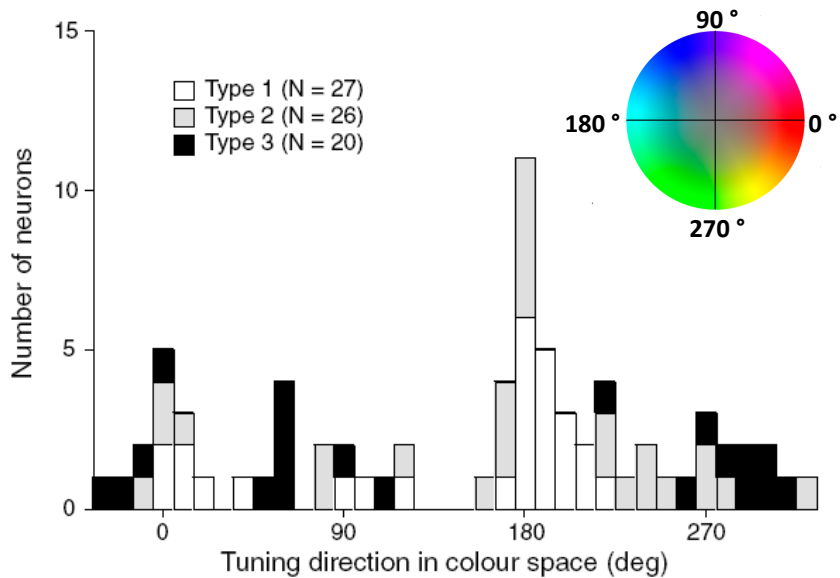 15
10
5
0
Number of neurons
Type 1 (N = 27)
Type 2 (N = 26)
Type 3 (N = 20)
90 °
180 °
0 °
270 °
0 90 180 270
Tuning direction in colour space (deg)